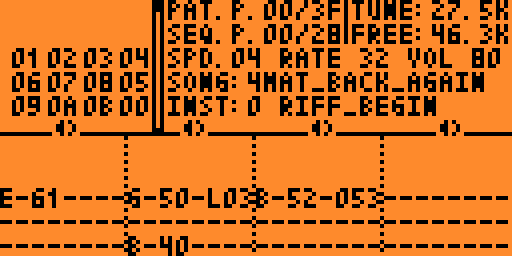 PAT. P. 00/3F TUNE: 27.5K
SEQ. P. 00/28 FREE: 46.3K
01 02 03 04 SPD. 04 RATE 32 VOL 80
06 07 08 05 SONG: 4MAT_BACK_AGAIN
09 0A 0B 00 INST: 0 RIFF_BEGIN
E-61---- G-50-L03 B-52-053 --------
-------- -------- -------- --------
-------- B-40---- -------- --------